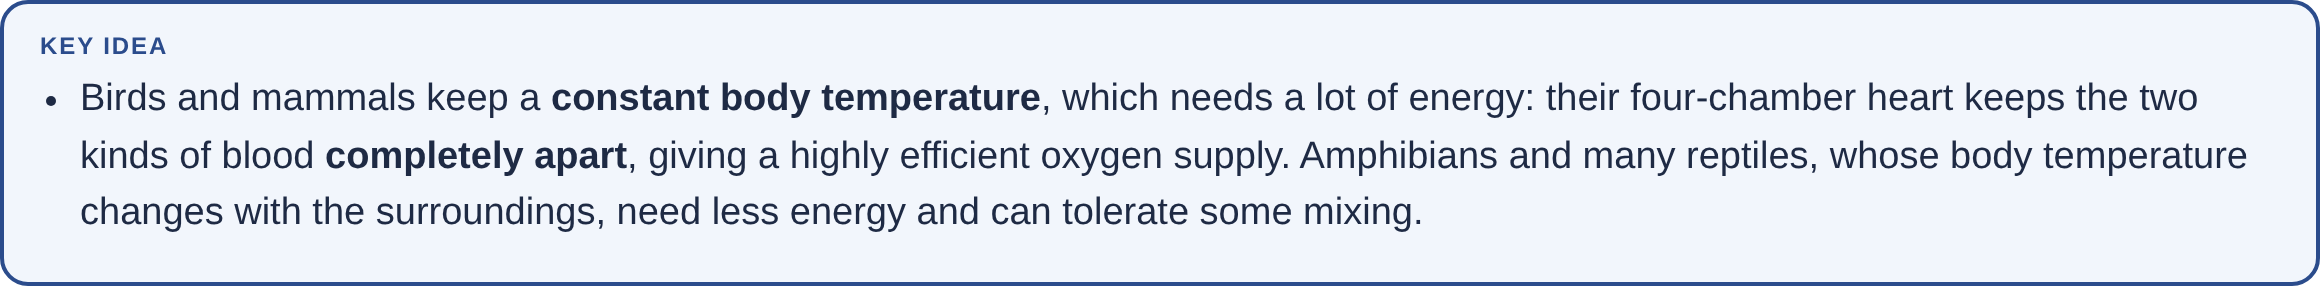 KEY IDEA
• Birds and mammals keep a constant body temperature, which needs a lot of energy: their four-chamber heart keeps the two
kinds of blood completely apart, giving a highly efficient oxygen supply. Amphibians and many reptiles, whose body temperature
changes with the surroundings, need less energy and can tolerate some mixing.